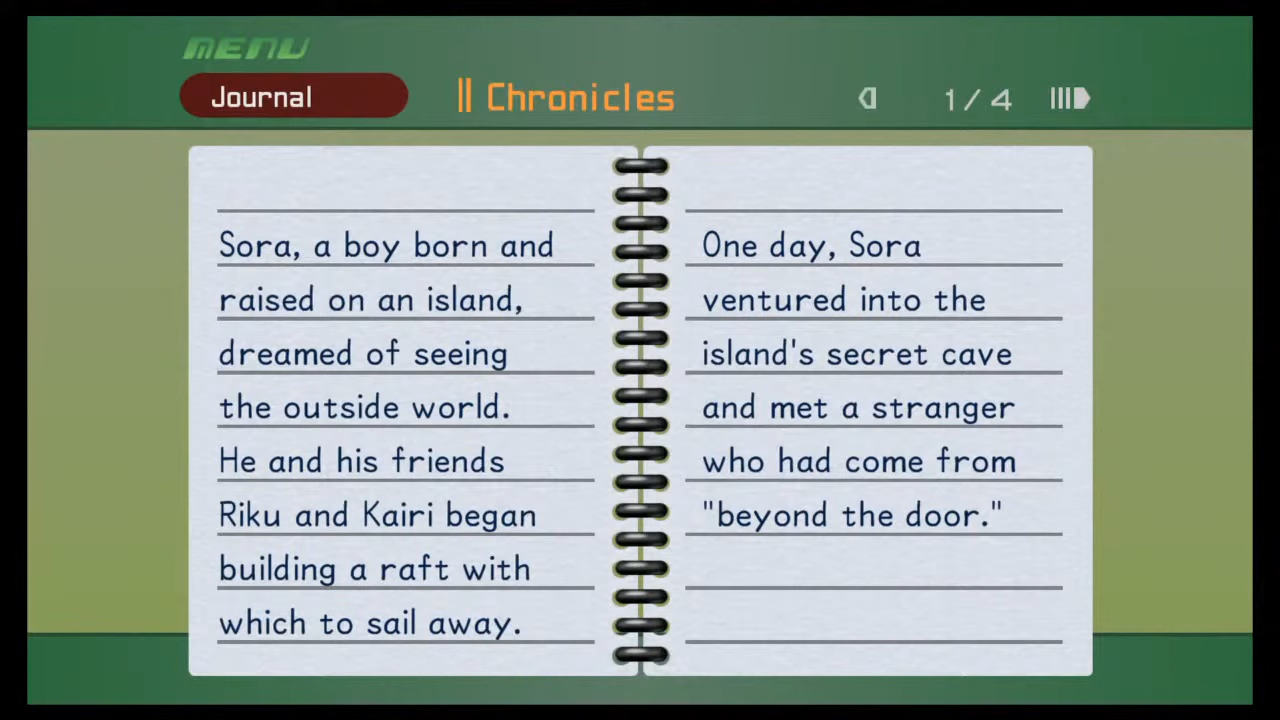 MENU
Journal
Chronicles
1/4
Sora, a boy born and
raised on an island,
dreamed of seeing
the outside world.
He and his friends
Riku and Kairi began
building a raft with
which to sail away.
One day, Sora
ventured into the
island's secret cave
and met a stranger
who had come from
"beyond the door."